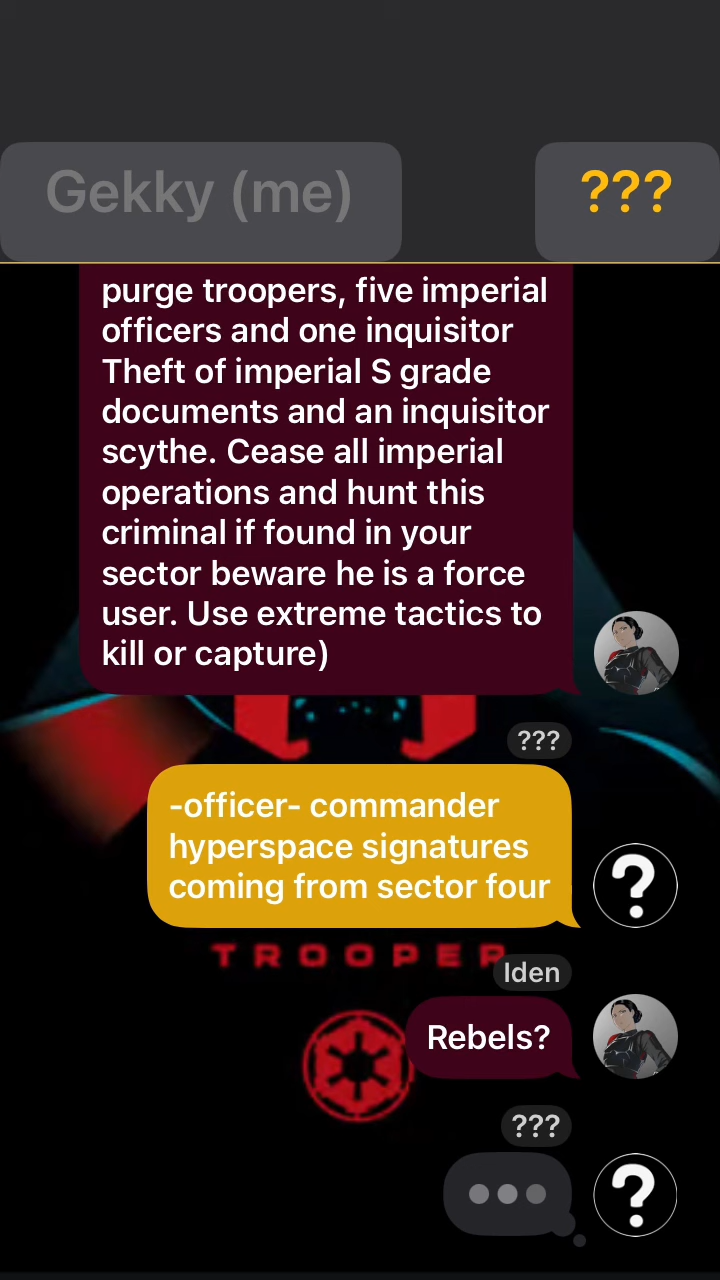 Gekky (me)
???
purge troopers, five imperial
officers and one inquisitor
Theft of imperial S grade
documents and an inquisitor
scythe. Cease all imperial
operations and hunt this
criminal if found in your
sector beware he is a force
user. Use extreme tactics to
kill or capture)
???
-officer- commander
hyperspace signatures
coming from sector four
?
TROOPER
Iden
Rebels?
???
?